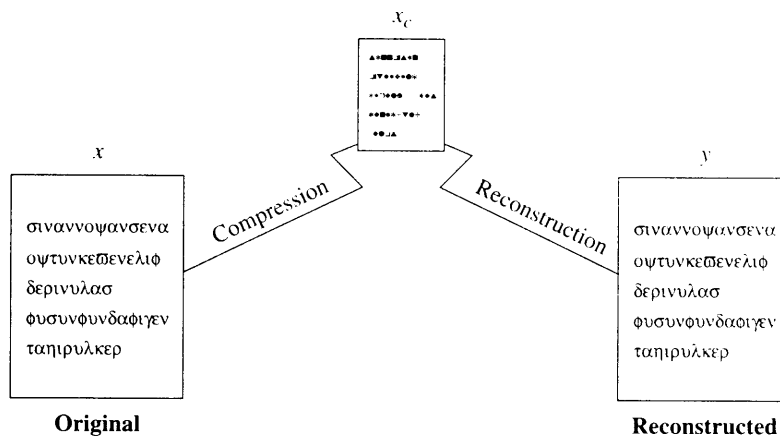 x_c
x
y
Compression
Reconstruction
σιναννοψανσενα
οψτυνκεϖενελιφ
δερινυλασ
φυσυνφυνδαφιγεν
ταηιρυλκερ
σιναννοψανσενα
οψτυνκεϖενελιφ
δερινυλασ
φυσυνφυνδαφιγεν
ταηιρυλκερ
Original
Reconstructed